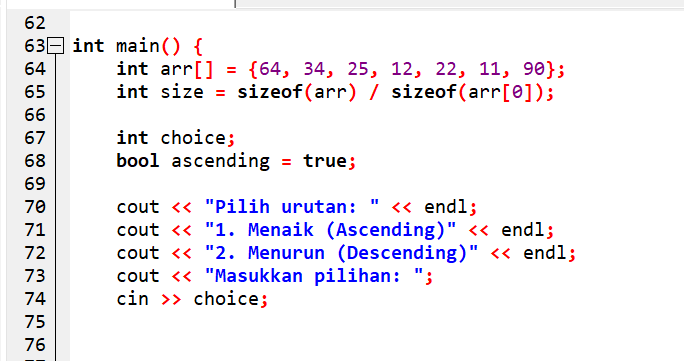 62
63 int main() {
64 int arr[] = {64, 34, 25, 12, 22, 11, 90};
65 int size = sizeof(arr) / sizeof(arr[0]);
66
67 int choice;
68 bool ascending = true;
69
70 cout << "Pilih urutan: " << endl;
71 cout << "1. Menaik (Ascending)" << endl;
72 cout << "2. Menurun (Descending)" << endl;
73 cout << "Masukkan pilihan: ";
74 cin >> choice;
75
76